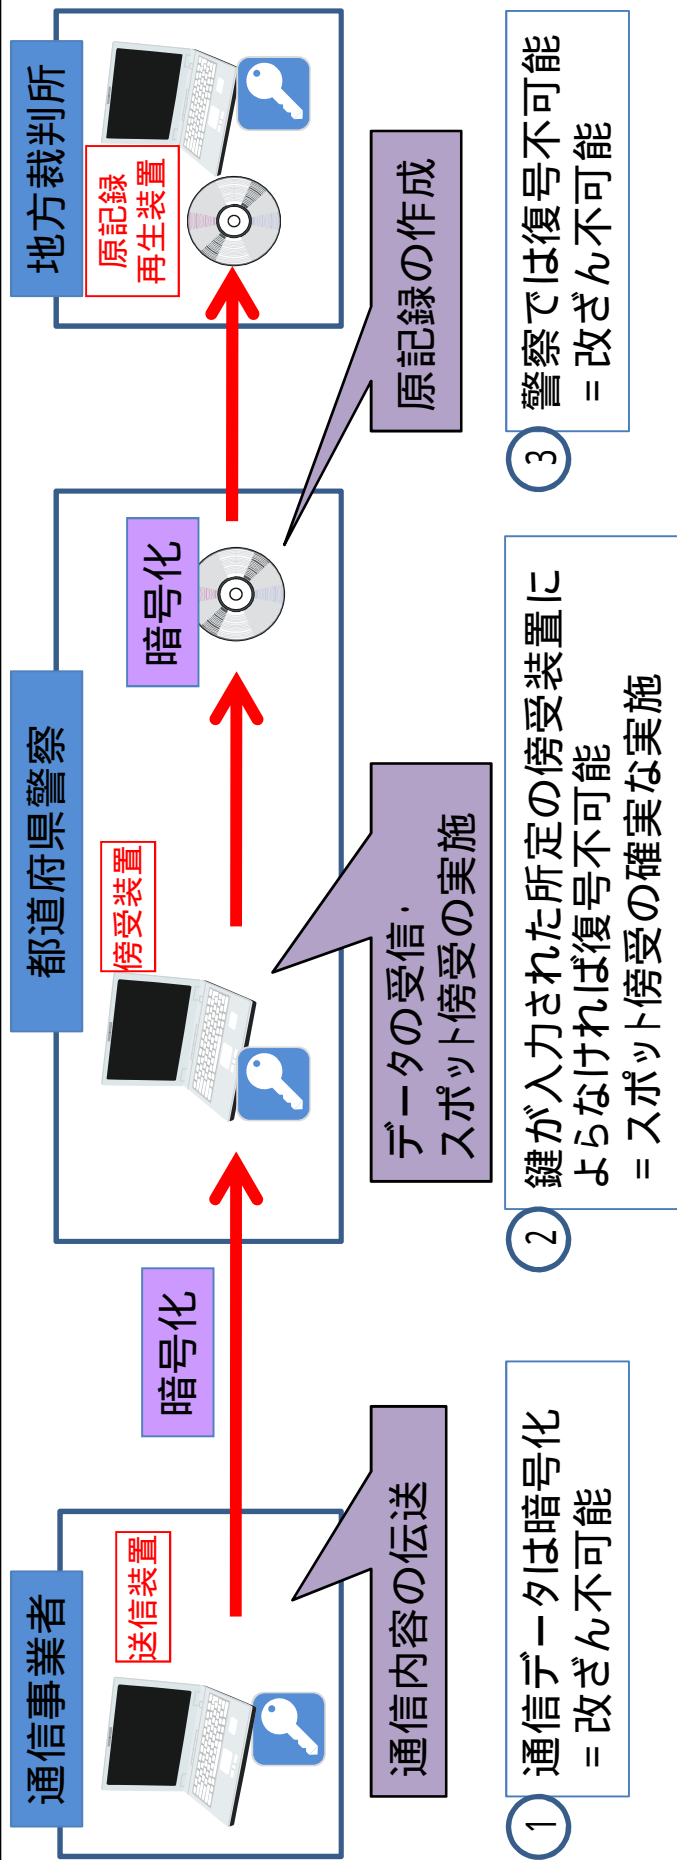 通信事業者
送信装置
通信内容の伝送
暗号化
都道府県警察
傍受装置
データの受信・
スポット傍受の実施
暗号化
原記録の作成
地方裁判所
原記録
再生装置
1
通信データは暗号化
=改ざん不可能
2
鍵が入力された所定の傍受装置に
よらなければ復号不可能
=スポット傍受の確実な実施
3
警察では復号不可能
=改ざん不可能